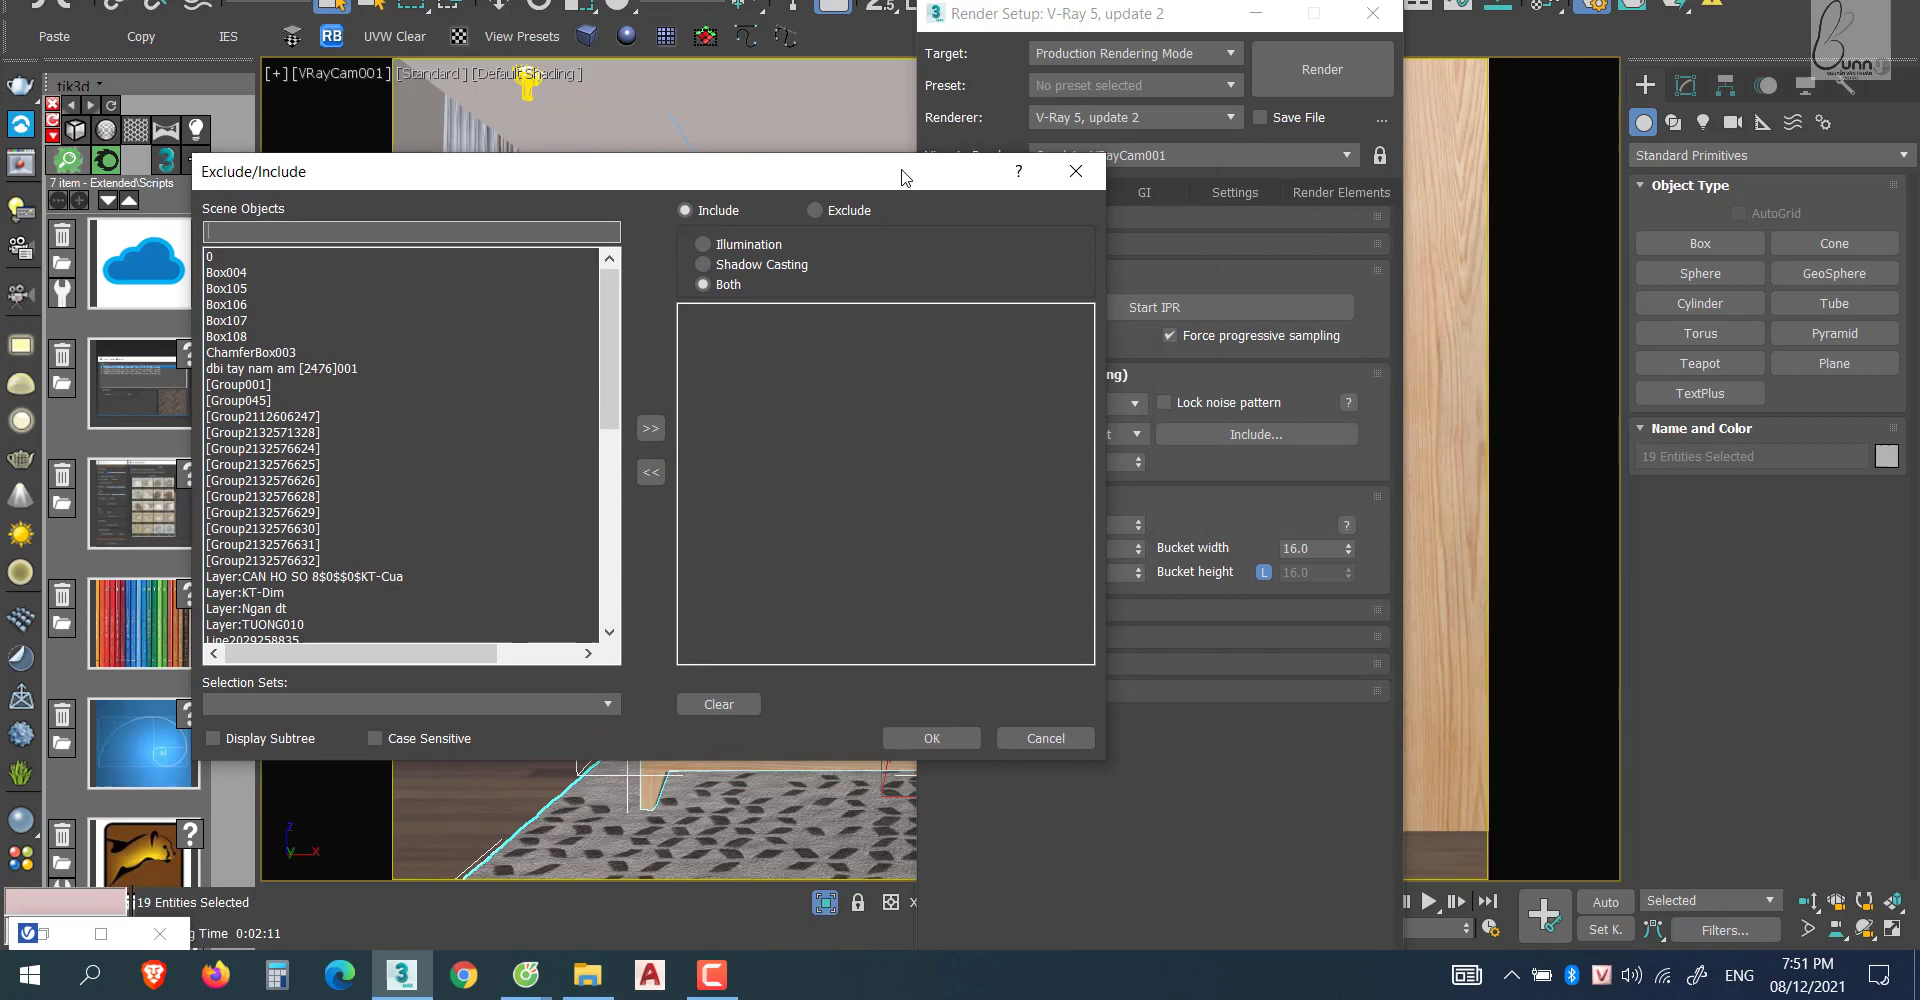 Render Setup: V-Ray 5, update 2
Paste
Copy
IES
RB
UVW Clear
View Presets
Target:
Production Rendering Mode
Render
Preset:
No preset selected
Renderer:
V-Ray 5, update 2
Save File
...
VRayCam001
GI
Settings
Render Elements
[+] [VRayCam001] [Standard ] [Default Shading ]
tik3d
7 item - Extended\Scripts
Exclude/Include
?
Scene Objects
Include
Exclude
Illumination
Shadow Casting
Both
0
Box004
Box105
Box106
Box107
Box108
ChamferBox003
dbi tay nam am [2476]001
[Group001]
[Group045]
[Group2112606247]
[Group2132571328]
[Group2132576624]
[Group2132576625]
[Group2132576626]
[Group2132576628]
[Group2132576629]
[Group2132576630]
[Group2132576631]
[Group2132576632]
Layer:CAN HO SO 8$0$$0$KT-Cua
Layer:KT-Dim
Layer:Ngan dt
Layer:TUONG010
Line2029258835
>>
<<
Selection Sets:
Clear
Display Subtree
Case Sensitive
OK
Cancel
Start IPR
Force progressive sampling
ng)
Lock noise pattern
?
t
Include...
?
Bucket width
16.0
Bucket height
L
16.0
Bunny
NGUYỄN VĂN THUẬN
Standard Primitives
Object Type
AutoGrid
Box
Cone
Sphere
GeoSphere
Cylinder
Tube
Torus
Pyramid
Teapot
Plane
TextPlus
Name and Color
19 Entities Selected
z
y
x
19 Entities Selected
g Time 0:02:11
X
Auto
Selected
Set K.
Filters...
ENG
7:51 PM
08/12/2021